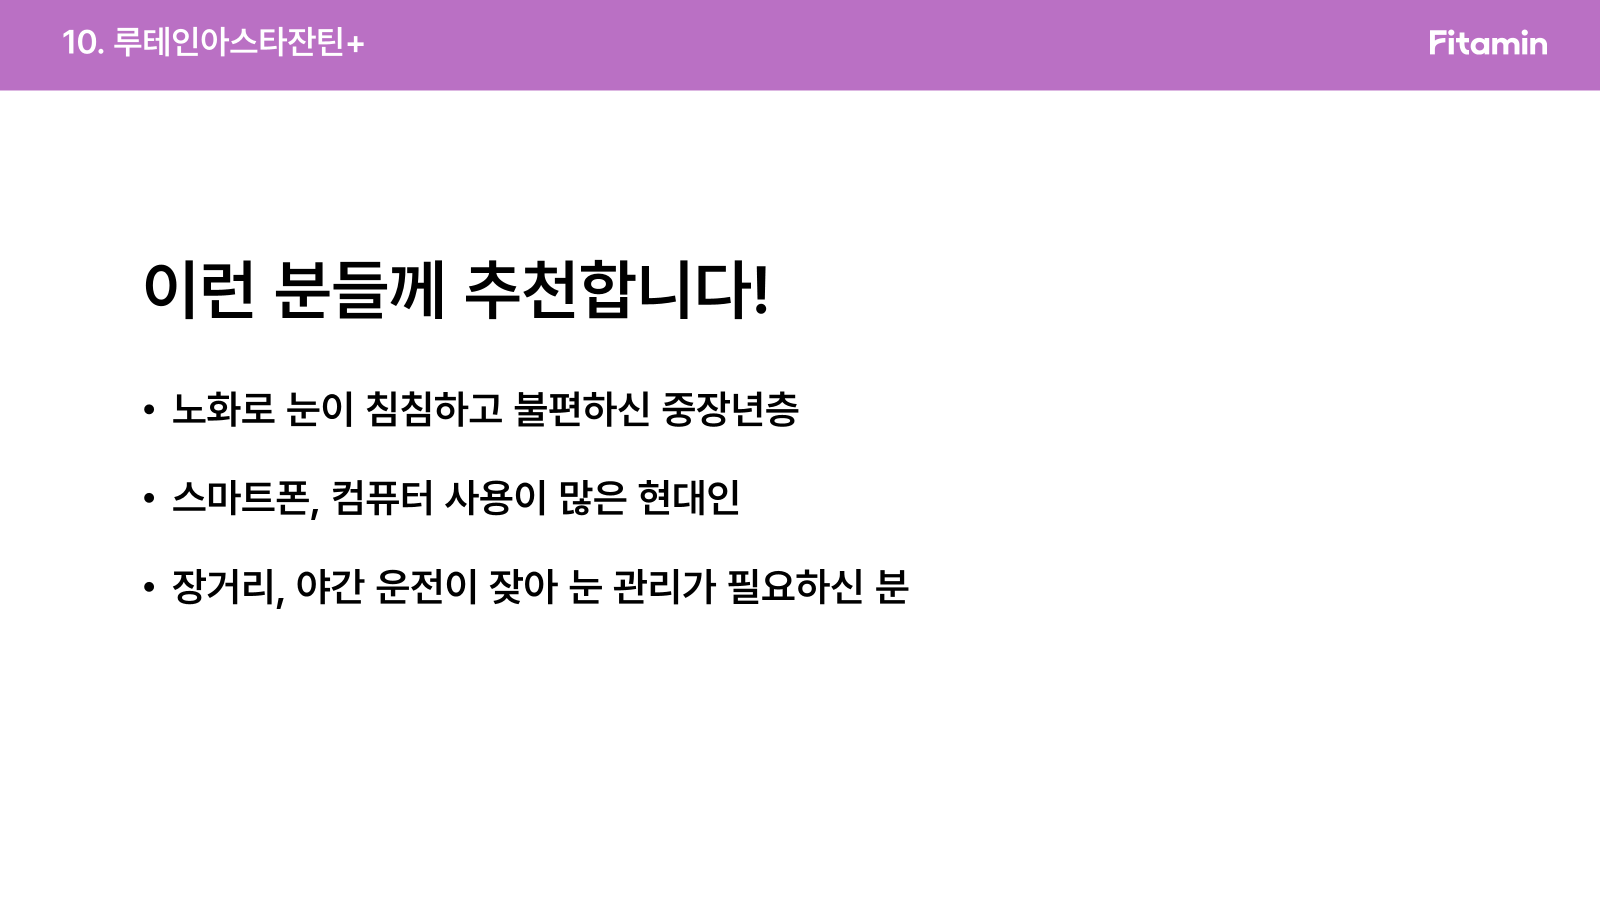 10. 루테인아스타잔틴+
Fitamin
이런 분들께 추천합니다!
• 노화로 눈이 침침하고 불편하신 중장년층
• 스마트폰, 컴퓨터 사용이 많은 현대인
• 장거리, 야간 운전이 잦아 눈 관리가 필요하신 분